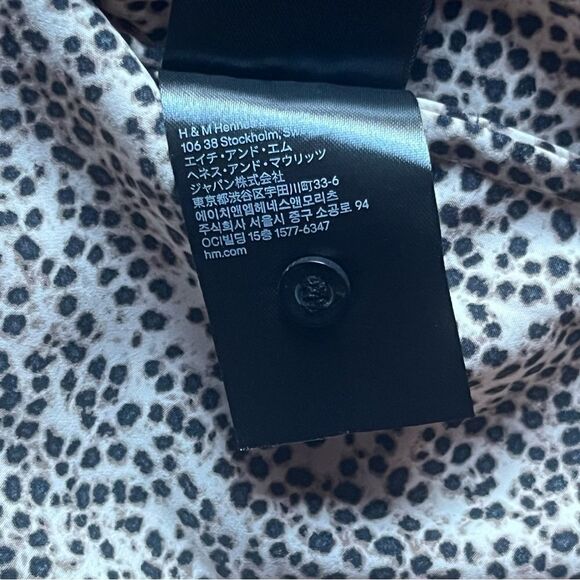 H & M Henn
106 38 Stockholm, S
エイチ・アンド・エム
ヘネス・アンド・マウリッツ
ジャパン株式会社
東京都渋谷区宇田川町33-6
에이치앤엠헤네스앤모리츠
주식회사 서울시 중구 소공로 94
OCI빌딩 15층 1577-6347
hm.com